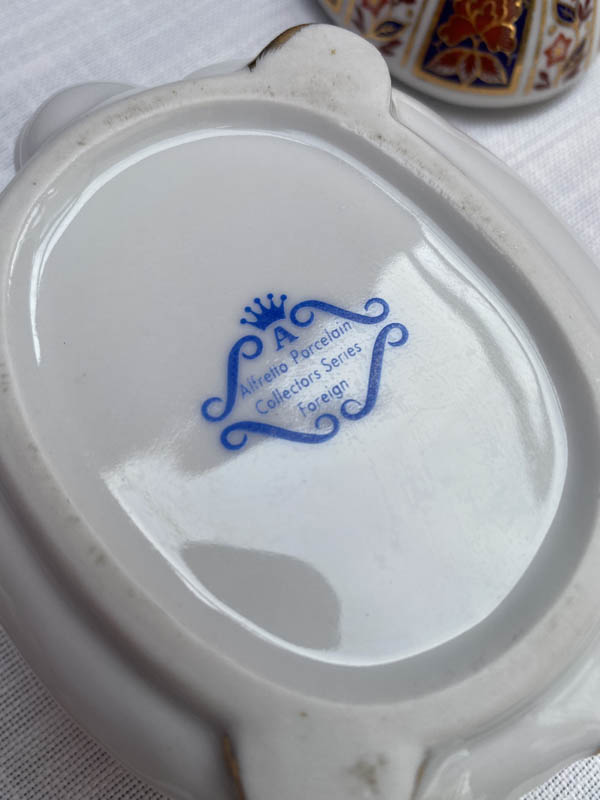 A
Alfretto Porcelain
Collectors Series
Foreign